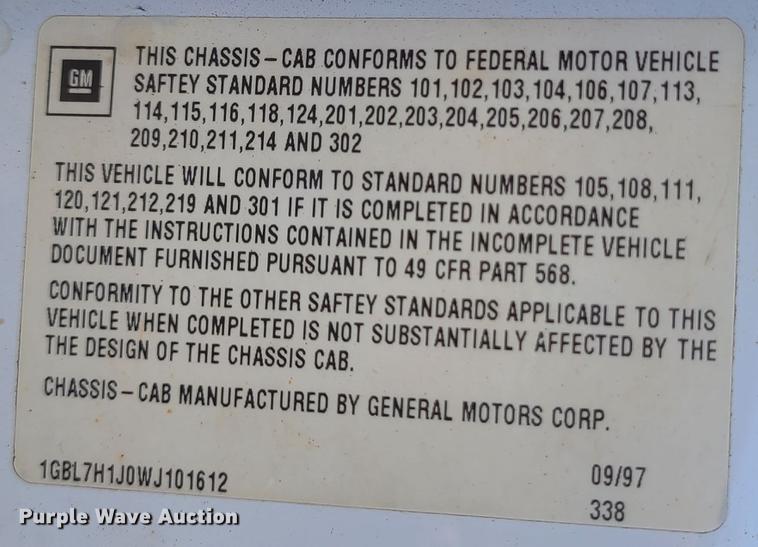 GM
THIS CHASSIS-CAB CONFORMS TO FEDERAL MOTOR VEHICLE
SAFTEY STANDARD NUMBERS 101,102,103,104,106,107,113,
114,115,116,118,124,201,202,203,204,205,206,207,208,
209,210,211,214 AND 302
THIS VEHICLE WILL CONFORM TO STANDARD NUMBERS 105,108,111,
120,121,212,219 AND 301 IF IT IS COMPLETED IN ACCORDANCE
WITH THE INSTRUCTIONS CONTAINED IN THE INCOMPLETE VEHICLE
DOCUMENT FURNISHED PURSUANT TO 49 CFR PART 568.
CONFORMITY TO THE OTHER SAFTEY STANDARDS APPLICABLE TO THIS
VEHICLE WHEN COMPLETED IS NOT SUBSTANTIALLY AFFECTED BY THE
THE DESIGN OF THE CHASSIS CAB.
CHASSIS-CAB MANUFACTURED BY GENERAL MOTORS CORP.
1GBL7H1J0WJ101612 09/97
338
Purple Wave Auction